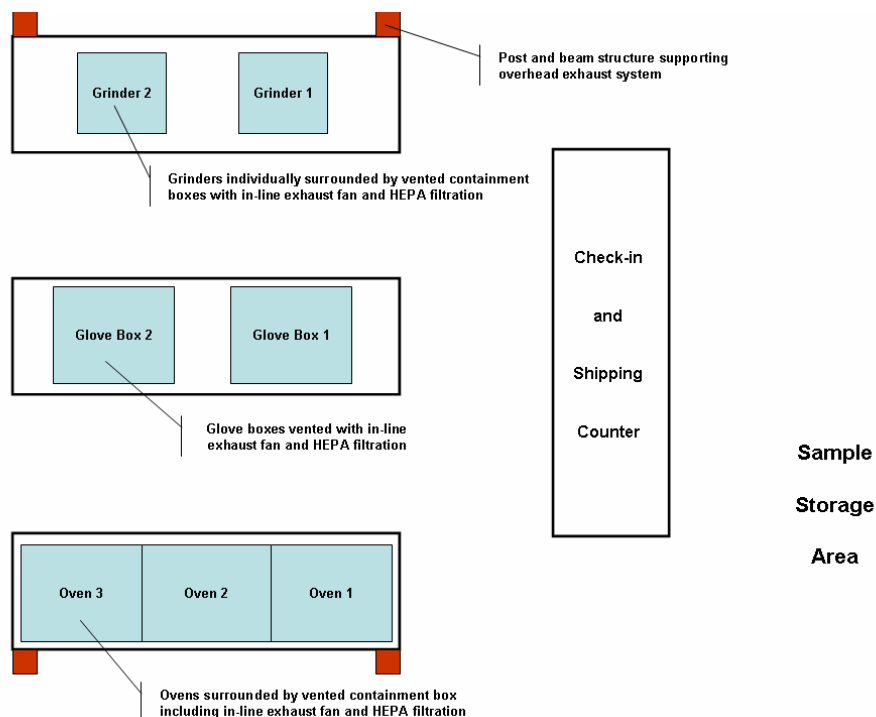 Grinder 2
Grinder 1
Post and beam structure supporting
overhead exhaust system
Grinders individually surrounded by vented containment
boxes with in-line exhaust fan and HEPA filtration
Check-in
and
Shipping
Counter
Glove Box 2
Glove Box 1
Glove boxes vented with in-line
exhaust fan and HEPA filtration
Sample
Storage
Area
Oven 3
Oven 2
Oven 1
Ovens surrounded by vented containment box
including in-line exhaust fan and HEPA filtration